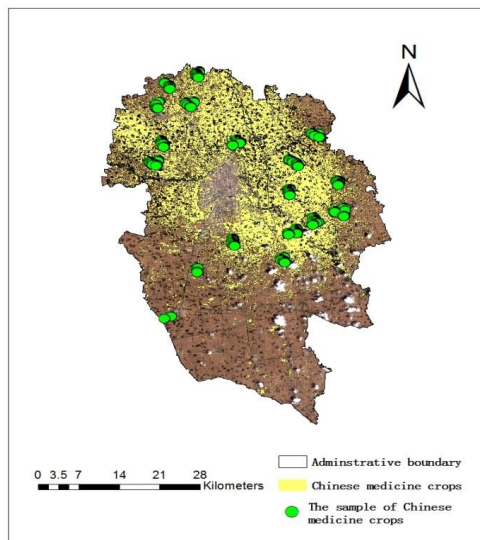 N
Adminstrative boundary
0 3.5 7 14 21 28
Kilometers
Chinese medicine crops
The sample of Chinese
medicine crops